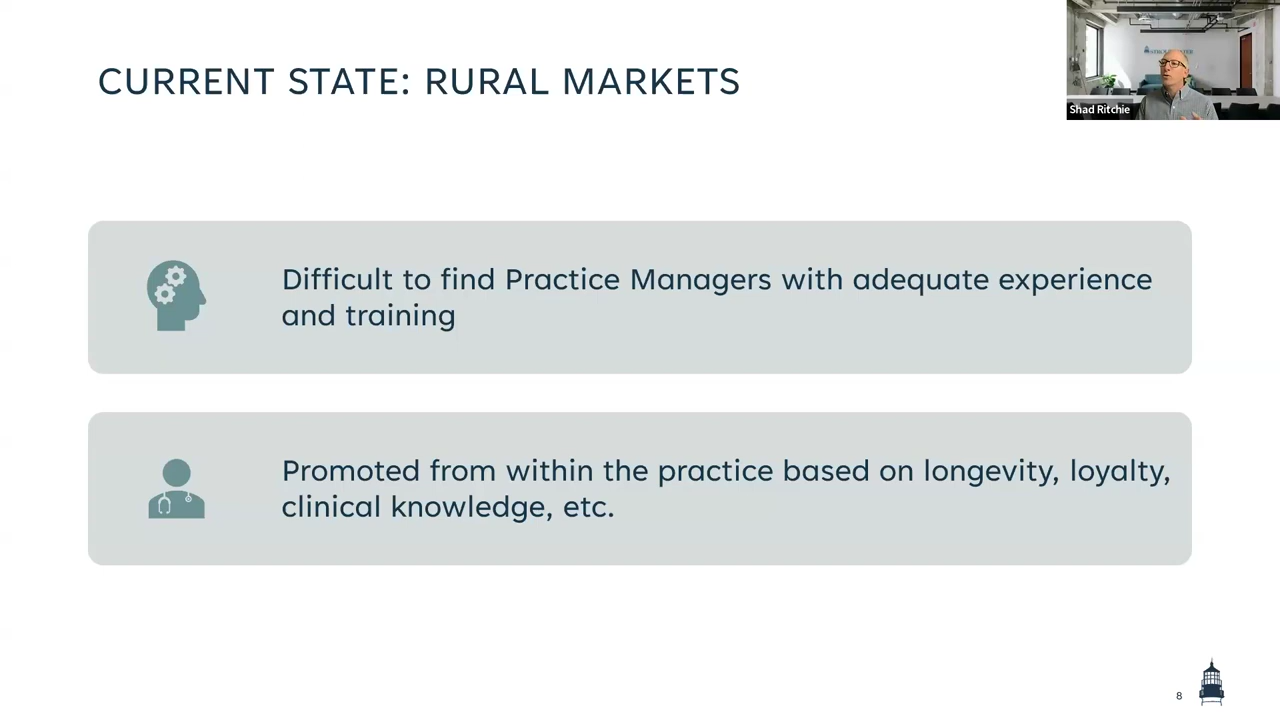 CURRENT STATE: RURAL MARKETS
Shad Ritchie
Difficult to find Practice Managers with adequate experience
and training
Promoted from within the practice based on longevity, loyalty,
clinical knowledge, etc.
8